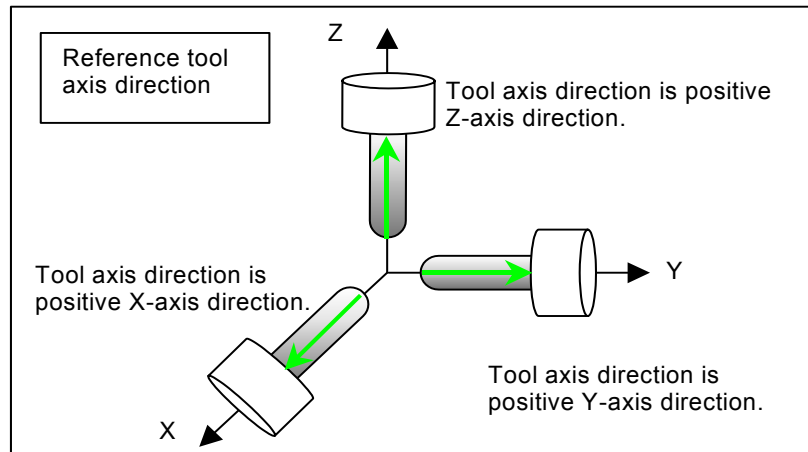 Reference tool
axis direction
Z
Tool axis direction is positive
Z-axis direction.
Tool axis direction is
positive X-axis direction.
Y
Tool axis direction is
positive Y-axis direction.
X